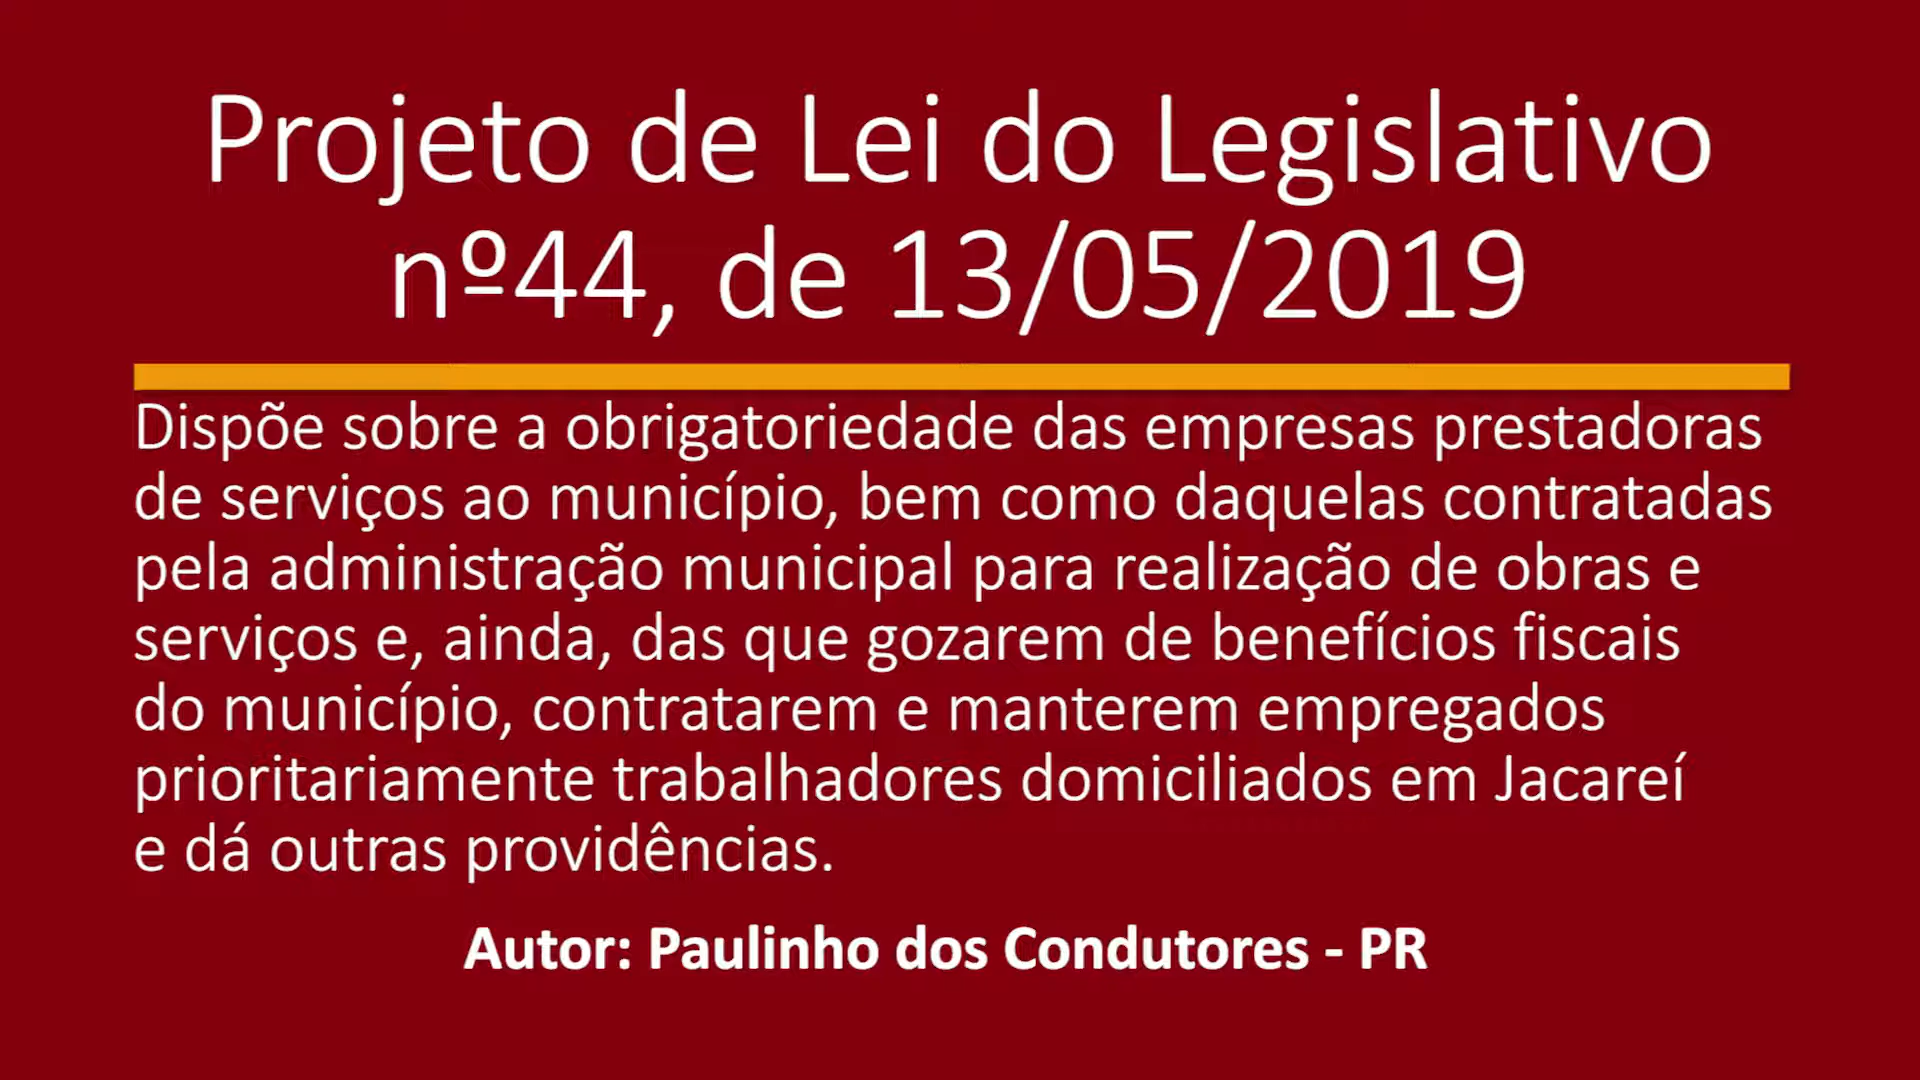 Projeto de Lei do Legislativo
nº44, de 13/05/2019
Dispõe sobre a obrigatoriedade das empresas prestadoras
de serviços ao município, bem como daquelas contratadas
pela administração municipal para realização de obras e
serviços e, ainda, das que gozarem de benefícios fiscais
do município, contratarem e manterem empregados
prioritariamente trabalhadores domiciliados em Jacareí
e dá outras providências.
Autor: Paulinho dos Condutores - PR